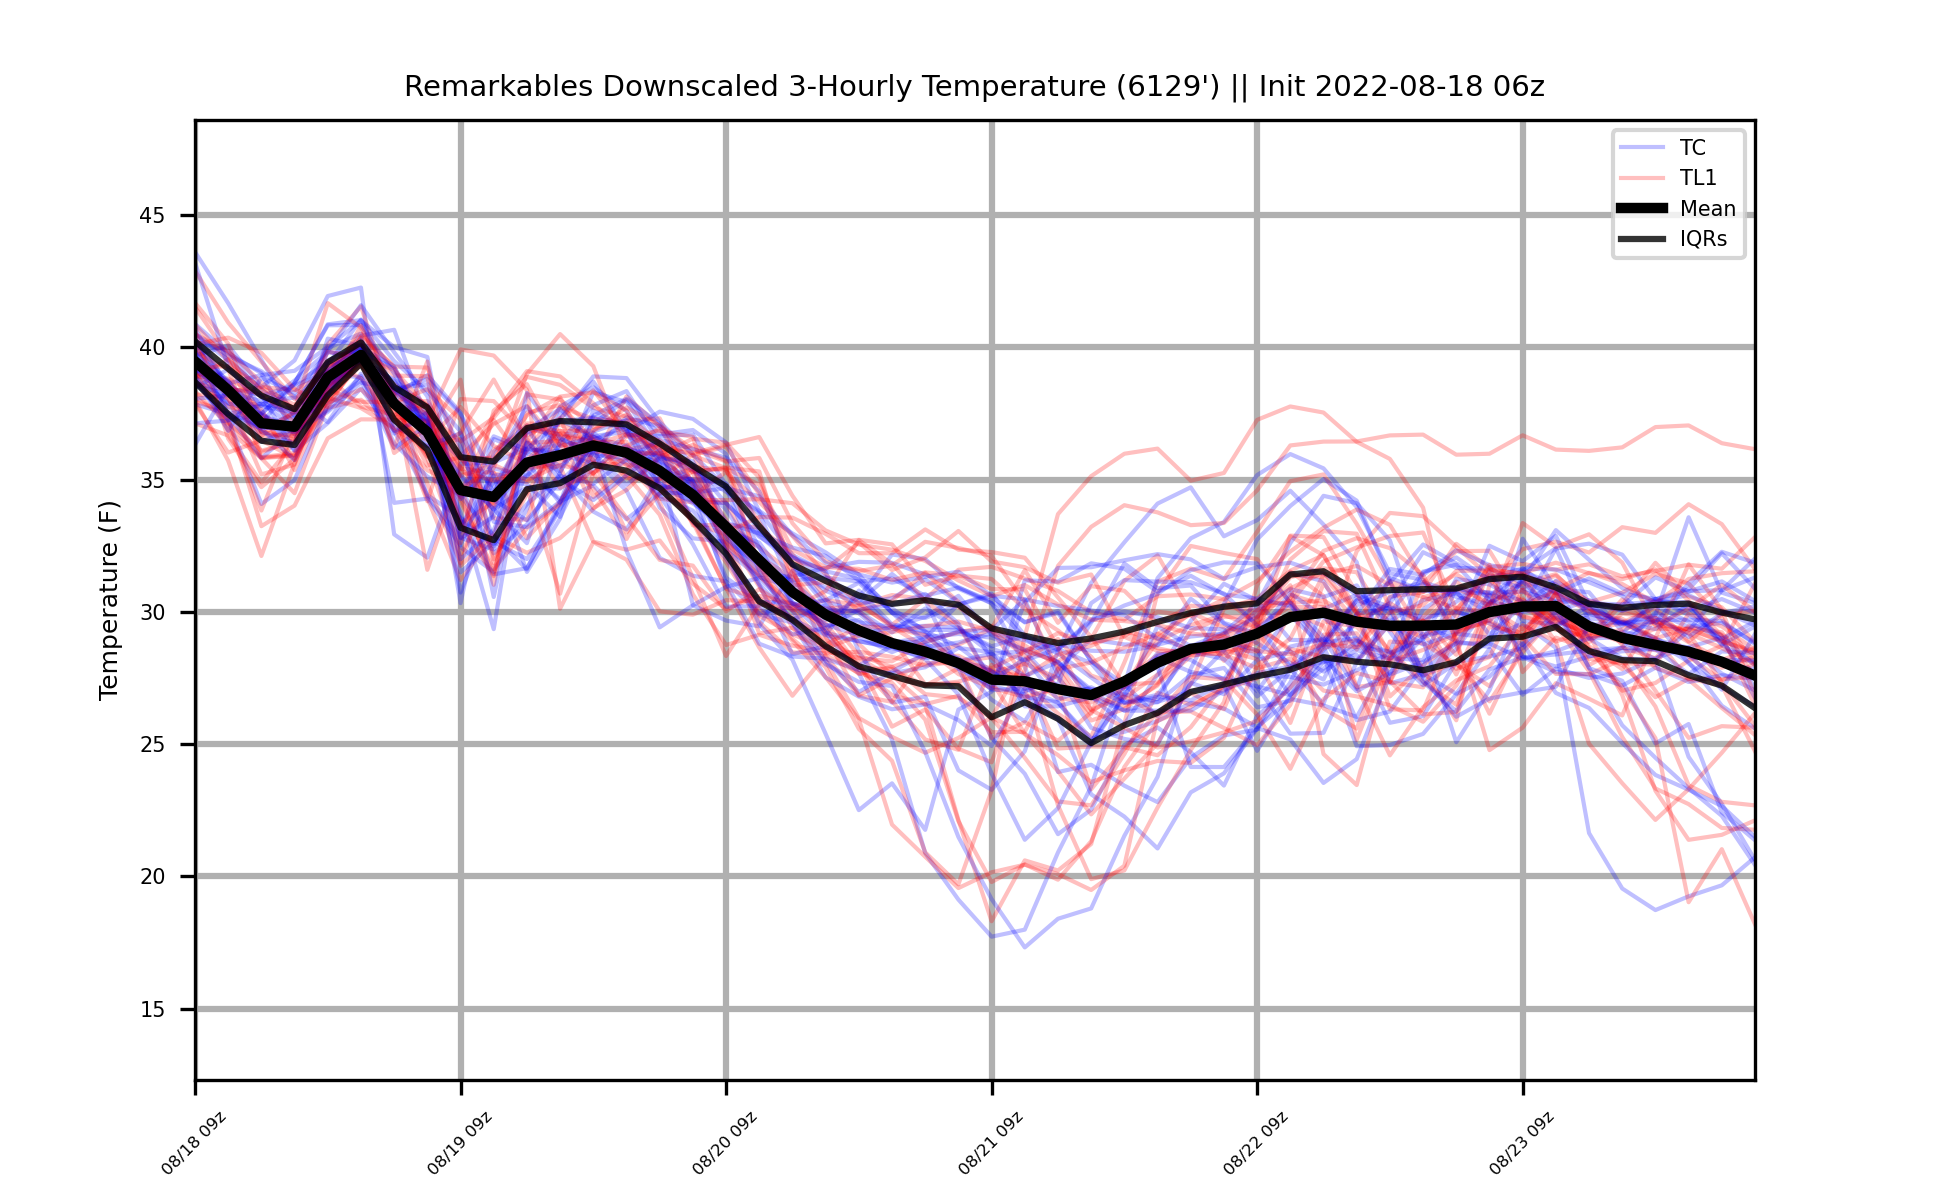 Remarkables Downscaled 3-Hourly Temperature (6129') || Init 2022-08-18 06z
TC
TL1
Mean
IQRs
Temperature (F)
45
40
35
30
25
20
15
08/18 09z
08/19 09z
08/20 09z
08/21 09z
08/22 09z
08/23 09z